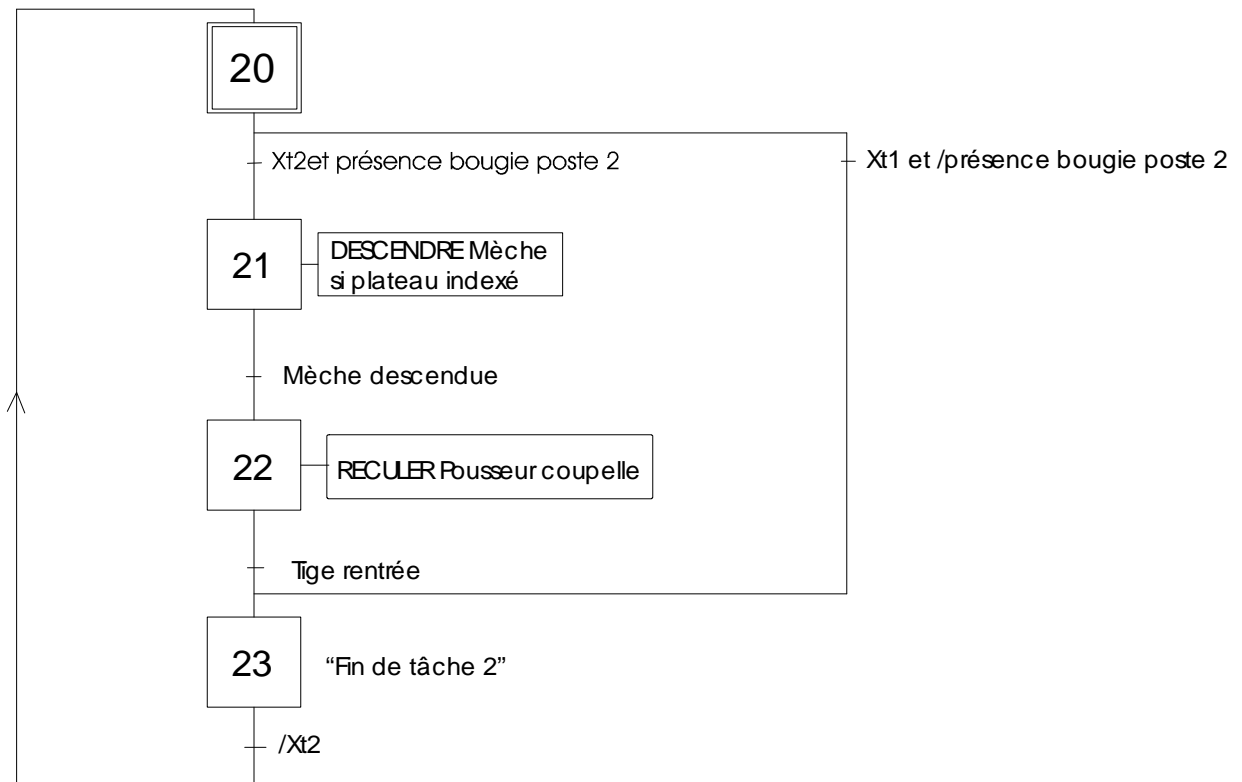 20
Xt2et présence bougie poste 2
Xt1 et /présence bougie poste 2
21
DESCENDRE Mèche
si plateau indexé
Mèche descendue
22
RECULER Pousseur coupelle
Tige rentrée
23
“Fin de tâche 2”
/Xt2